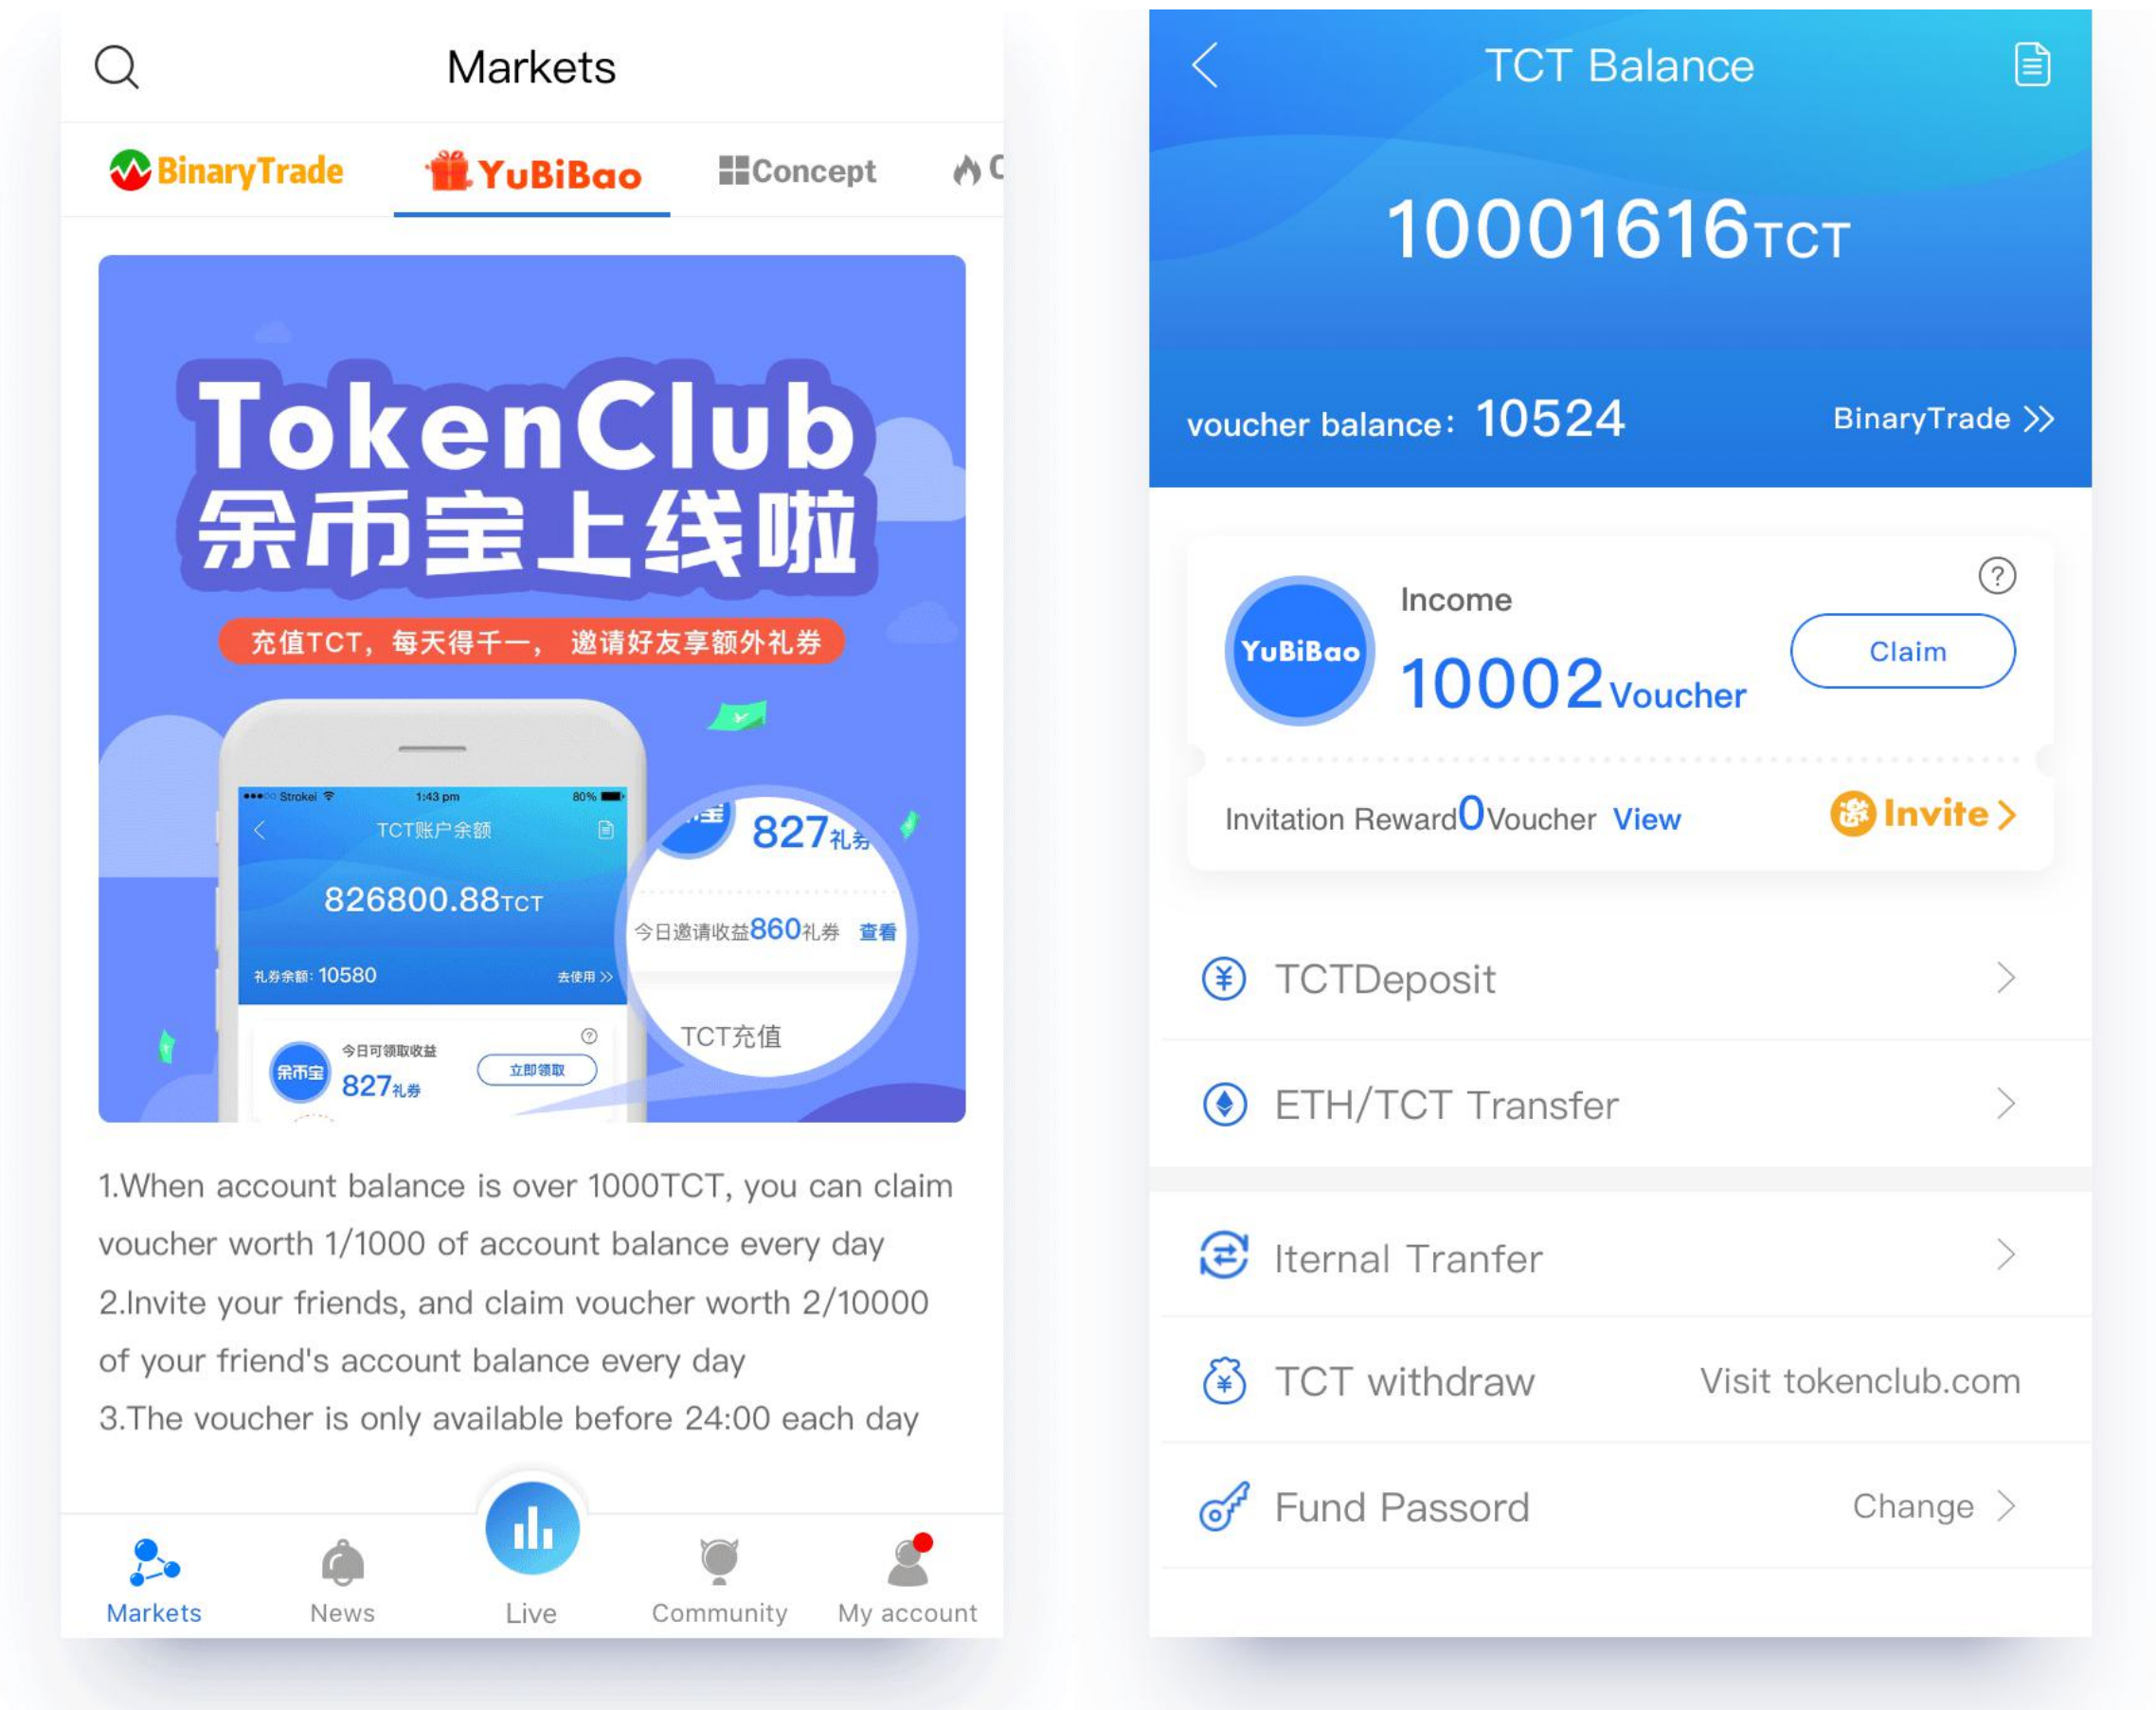 Markets
BinaryTrade
YuBiBao
Concept
TokenClub
余币宝上线啦
充值TCT，每天得千一， 邀请好友享额外礼券
Strokei
1:43 pm
80%
TCT账户余额
826800.88TCT
礼券余额: 10580
去使用
827礼券
今日邀请收益860礼券 查看
TCT充值
余币宝
今日可领取收益
827礼券
立即领取
1.When account balance is over 1000TCT, you can claim
voucher worth 1/1000 of account balance every day
2.Invite your friends, and claim voucher worth 2/10000
of your friend's account balance every day
3.The voucher is only available before 24:00 each day
Markets
News
Live
Community
My account
TCT Balance
10001616TCT
voucher balance: 10524
BinaryTrade >>
YuBiBao
Income
10002Voucher
?
Claim
Invitation Reward0Voucher View
邀 Invite >
TCTDeposit
ETH/TCT Transfer
Iternal Tranfer
TCT withdraw
Visit tokenclub.com
Fund Passord
Change